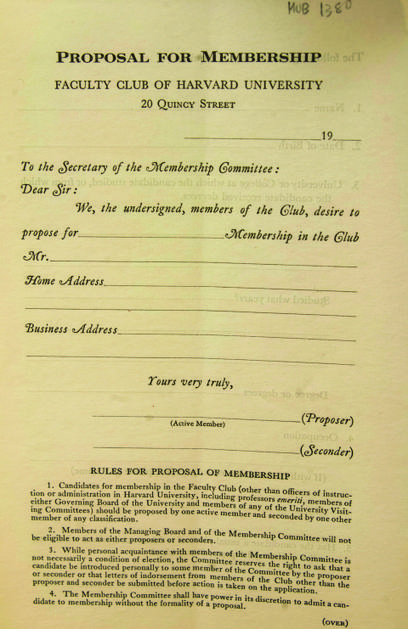 HUB 1380
PROPOSAL FOR MEMBERSHIP
FACULTY CLUB OF HARVARD UNIVERSITY
20 QUINCY STREET
19
To the Secretary of the Membership Committee:
Dear Sir:
We, the undersigned, members of the Club, desire to
propose for Membership in the Club
Mr.
Home Address
Business Address
Yours very truly,
(Proposer)
(Active Member)
(Seconder)
RULES FOR PROPOSAL OF MEMBERSHIP
1. Candidates for membership in the Faculty Club (other than officers of instruc-
tion or administration in Harvard University, including professors emeriti, members of
either Governing Board of the University and members of any of the University Visit-
ing Committees) should be proposed by one active member and seconded by one other
member of any classification.
2. Members of the Managing Board and of the Membership Committee will not
be eligible to act as either proposers or seconders.
3. While personal acquaintance with members of the Membership Committee is
not necessarily a condition of election, the Committee reserves the right to ask that a
candidate be introduced personally to some member of the Committee by the proposer
or seconder or that letters of indorsement from members of the Club other than the
proposer and seconder be submitted before action is taken on the application.
4. The Membership Committee shall have power in its discretion to admit a can-
didate to membership without the formality of a proposal.
(OVER)